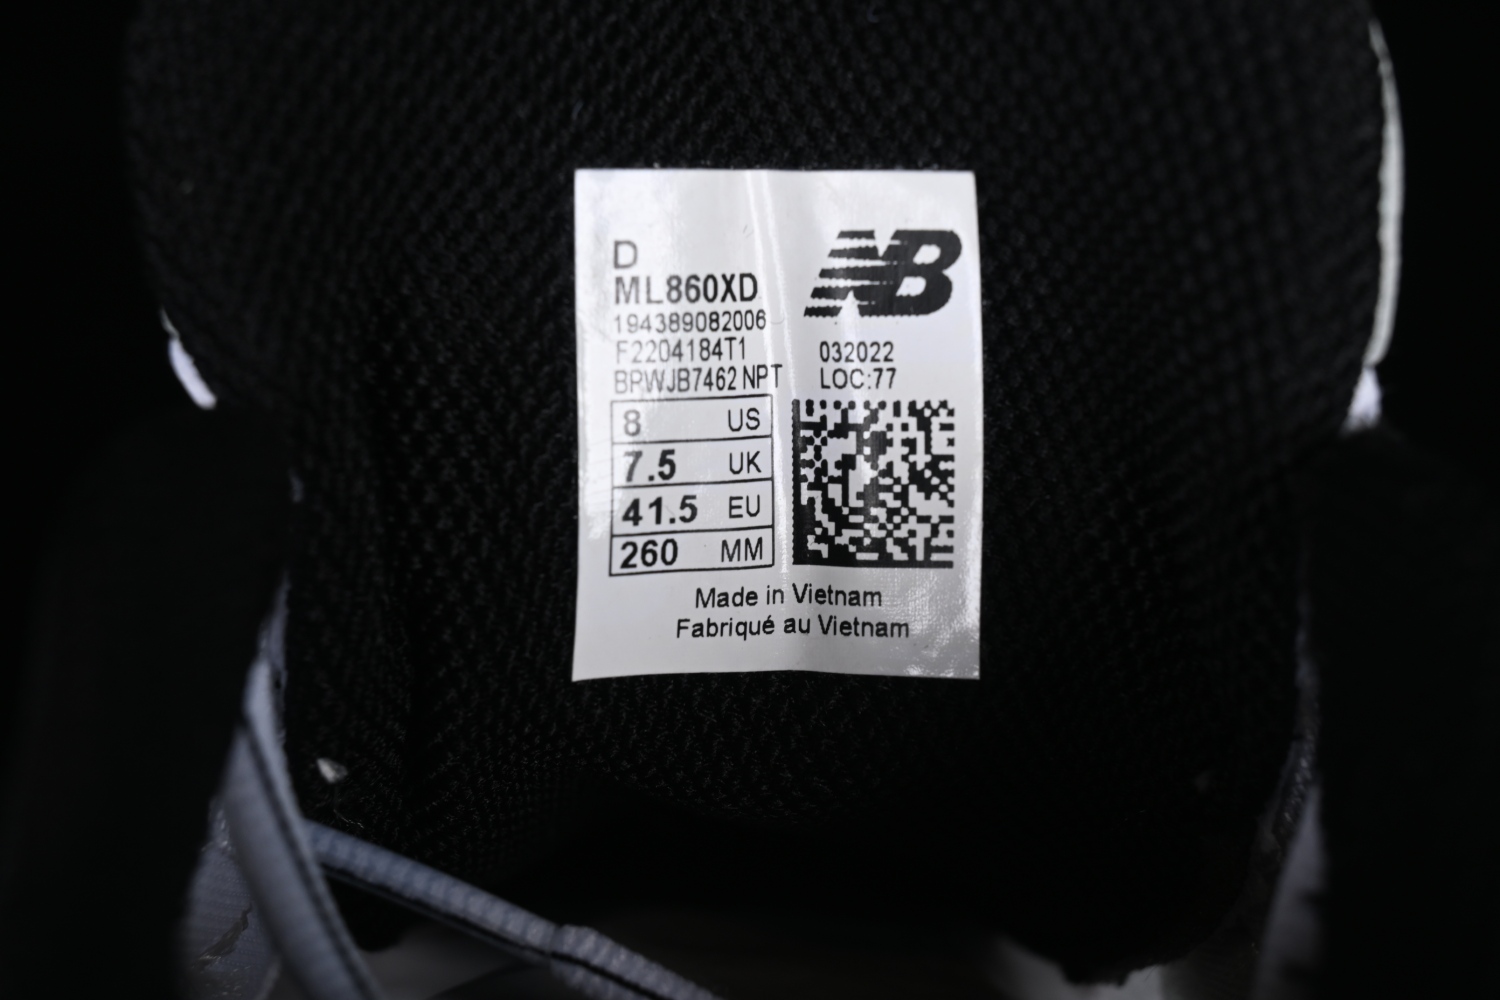 D
ML860XD
194389082006
F2204184T1
BPWJB7462 NPT
NB
032022
LOC:77
8 US
7.5 UK
41.5 EU
260 MM
Made in Vietnam
Fabriqué au Vietnam